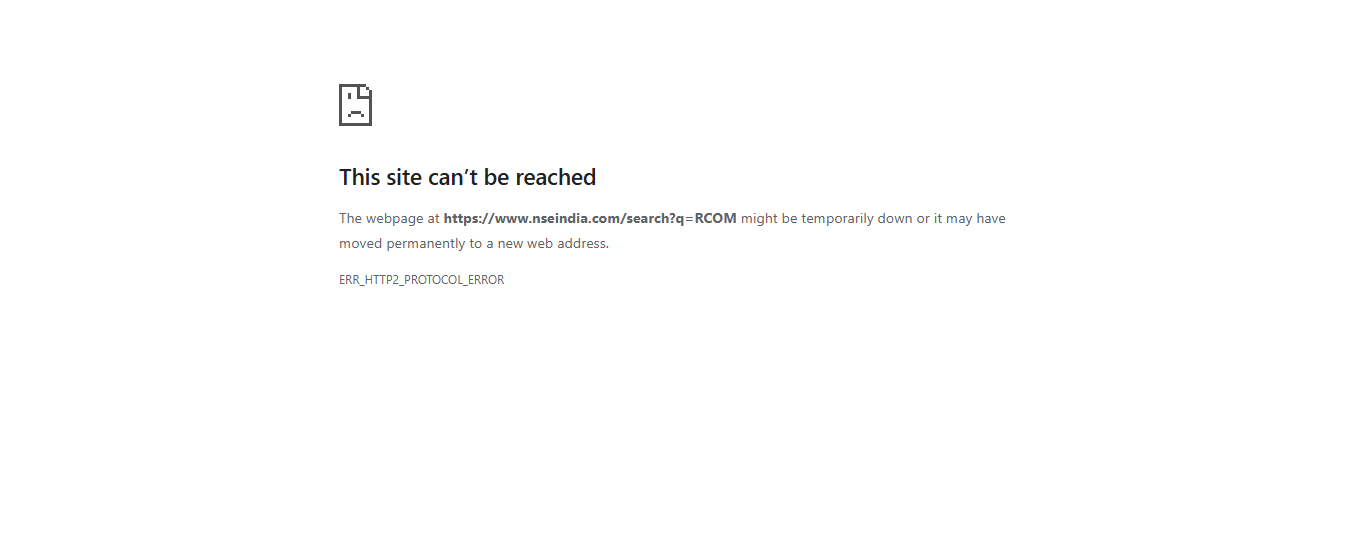 This site can’t be reached
The webpage at https://www.nseindia.com/search?q=RCOM might be temporarily down or it may have
moved permanently to a new web address.
ERR_HTTP2_PROTOCOL_ERROR